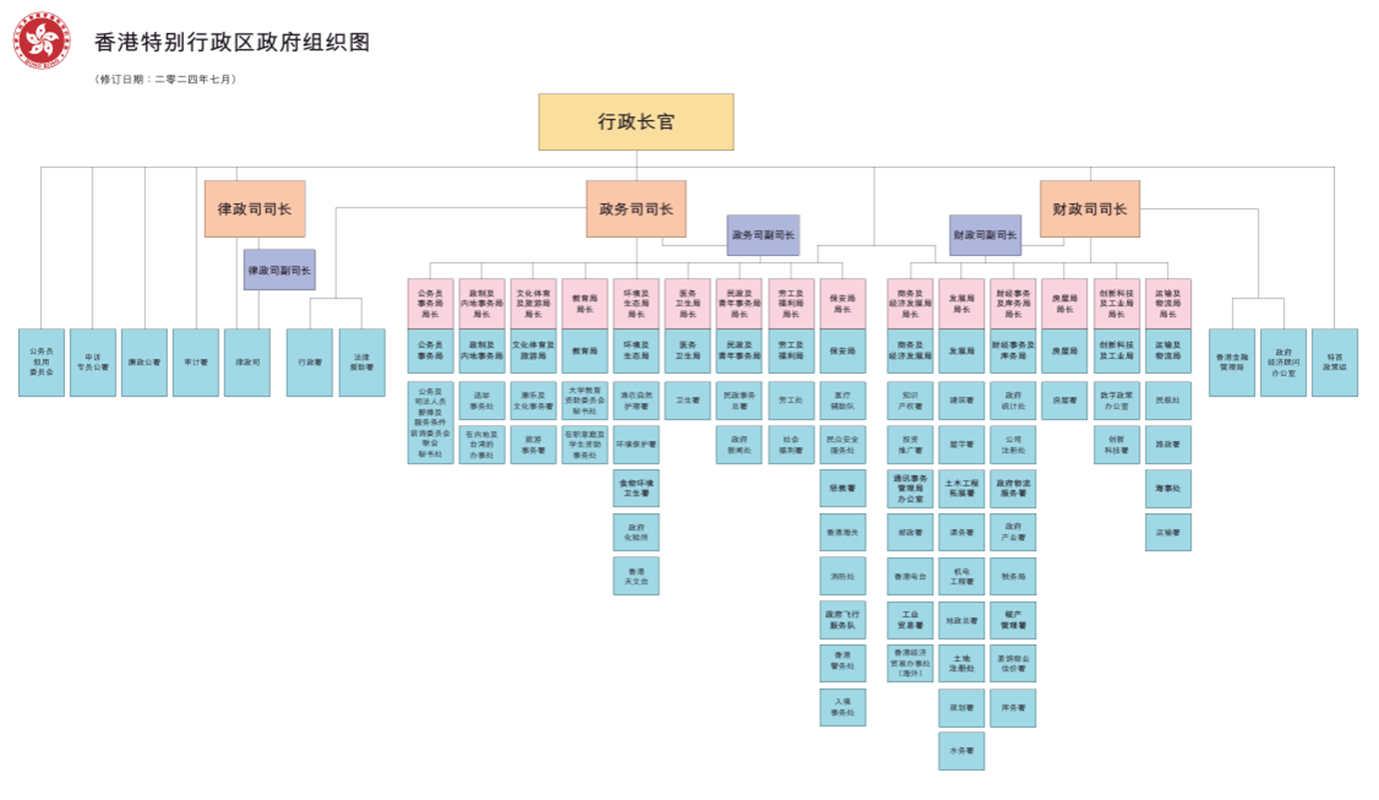 香港特别行政区政府组织图
（修订日期：二零二四年七月）
行政长官
律政司司长
政务司司长
财政司司长
政务司副司长
财政司副司长
律政司副司长
公务员
事务局
局长
政制及
内地事务局
局长
文化体育
及旅游局
局长
教育局
局长
环境及
生态局
局长
医务
卫生局
局长
民政及
青年事务局
局长
劳工及
福利局
局长
保安局
局长
商务及
经济发展局
局长
发展局
局长
财经事务
及库务局
局长
房屋局
局长
创新科技
及工业局
局长
运输及
物流局
局长
公务员
叙用
委员会
申诉
专员公署
廉政公署
审计署
律政司
行政署
法律
援助署
公务员
事务局
政制及
内地事务局
文化体育及
旅游局
教育局
环境及
生态局
医务
卫生局
民政及
青年事务局
劳工及
福利局
保安局
商务及
经济发展局
发展局
财经事务及
库务局
房屋局
创新科技
及工业局
运输及
物流局
香港金融
管理局
政府
经济顾问
办公室
特首
政策组
公务及
司法人员
薪俸及
服务条件
咨询委员会
联合
秘书处
选举
事务处
康乐及
文化事务署
大学教育
资助委员会
秘书处
渔农自然
护理署
卫生署
民政事务
总署
劳工处
医疗
辅助队
知识
产权署
建筑署
政府
统计处
房屋署
数字政策
办公室
民航处
在内地及
台湾的
办事处
旅游
事务署
在职家庭及
学生资助
事务处
环境保护署
政府
新闻处
社会
福利署
民众安全
服务处
投资
推广署
屋宇署
公司
注册处
创新
科技署
路政署
食物环境
卫生署
惩教署
通讯事务
管理局
办公室
土木工程
拓展署
政府物流
服务署
海事处
政府
化验所
香港海关
邮政署
渠务署
政府
产业署
运输署
香港
天文台
消防处
香港电台
机电
工程署
税务局
政府飞行
服务队
工业
贸易署
地政总署
破产
管理署
香港
警务处
香港经济
贸易办事处
（海外）
土地
注册处
差饷物业
估价署
入境
事务处
规划署
库务署
水务署